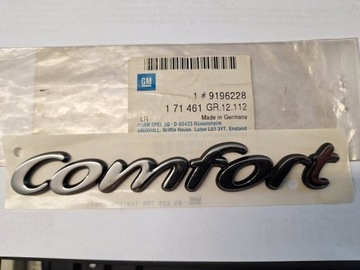 GM
1 # 9196228
1 71 461 GR.12.112
Made in Germany
ADAM OPEL AG - D-65423 Rüsselsheim
VAUXHALL, Griffin House, Luton LU1 3YT, England
Comfort